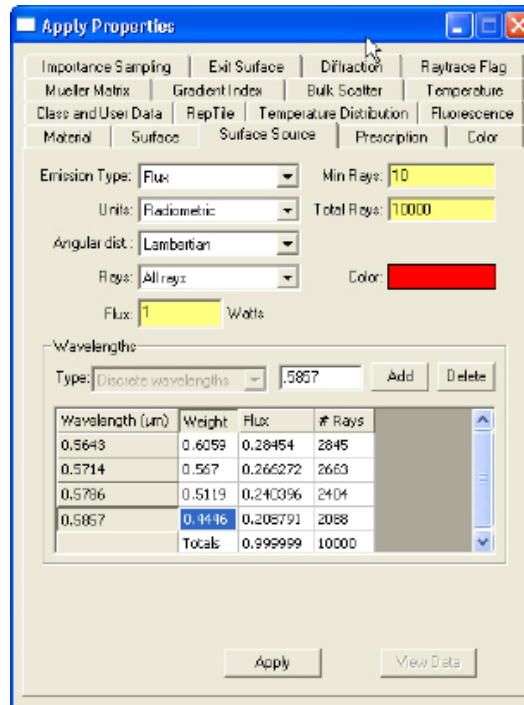 Apply Properties
Importance Sampling Exit Surface Diffraction Raytrace Flag
Mueller Matrix Gradient Index Bulk Scatter Temperature
Class and User Data RepTile Temperature Distribution Fluorescence
Material Surface Surface Source Prescription Color
Emission Type: Flux Min Rays: 10
Units: Radiometric Total Rays: 10000
Angular dist.: Lambertian
Rays: All rays Color:
Flux: 1 Watts
Wavelengths
Type: Discrete wavelengths .5857 Add Delete
Wavelength (μm) Weight Flux # Rays
0.5643 0.6059 0.28454 2845
0.5714 0.567 0.266272 2663
0.5786 0.5119 0.240396 2404
0.5857 0.4446 0.208791 2088
Totals 0.999999 10000
Apply View Data